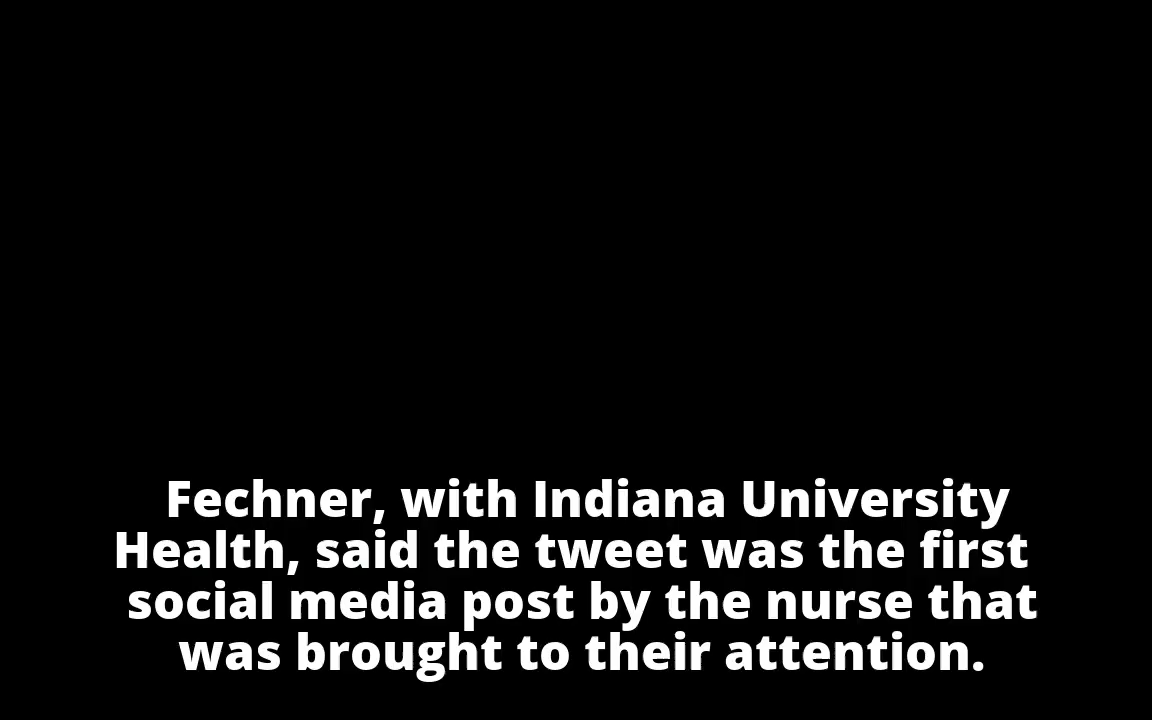 Fechner, with Indiana University
Health, said the tweet was the first
social media post by the nurse that
was brought to their attention.